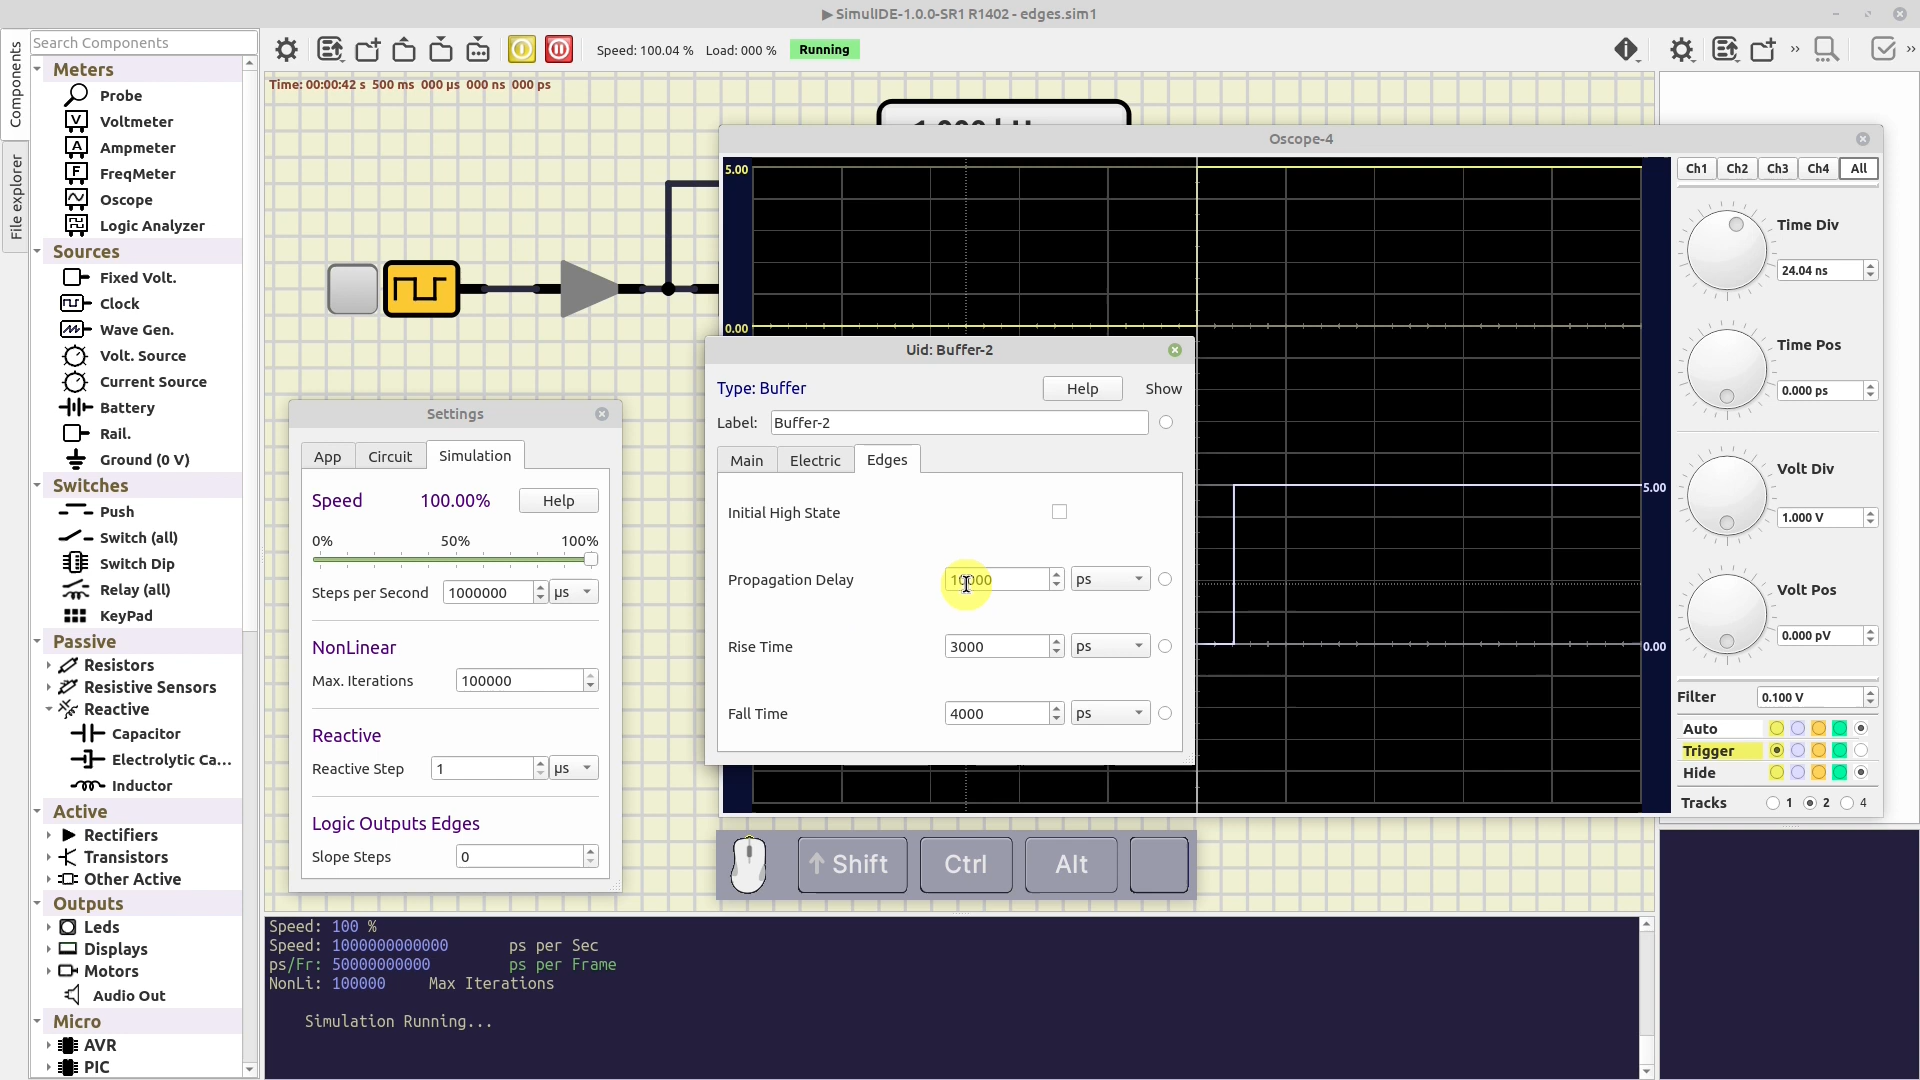 ▶ SimulIDE-1.0.0-SR1 R1402 - edges.sim1
Components
File explorer
Search Components
Speed: 100.04 % Load: 000 % Running
Time: 00:00:42 s 500 ms 000 µs 000 ns 000 ps
Meters
Probe
Voltmeter
Ampmeter
FreqMeter
Oscope
Logic Analyzer
Sources
Fixed Volt.
Clock
Wave Gen.
Volt. Source
Current Source
Battery
Rail.
Ground (0 V)
Switches
Push
Switch (all)
Switch Dip
Relay (all)
KeyPad
Passive
Resistors
Resistive Sensors
Reactive
Capacitor
Electrolytic Ca...
Inductor
Active
Rectifiers
Transistors
Other Active
Outputs
Leds
Displays
Motors
Audio Out
Micro
AVR
PIC
Settings
App Circuit Simulation
Speed 100.00% Help
0% 50% 100%
Steps per Second 1000000 µs
NonLinear
Max. Iterations 100000
Reactive
Reactive Step 1 µs
Logic Outputs Edges
Slope Steps 0
Oscope-4
5.00
0.00
5.00
0.00
Uid: Buffer-2
Type: Buffer Help Show
Label: Buffer-2
Main Electric Edges
Initial High State
Propagation Delay 10000 ps
Rise Time 3000 ps
Fall Time 4000 ps
Ch1 Ch2 Ch3 Ch4 All
Time Div
24.04 ns
Time Pos
0.000 ps
Volt Div
1.000 V
Volt Pos
0.000 pV
Filter 0.100 V
Auto
Trigger
Hide
Tracks 1 2 4
Shift Ctrl Alt
Speed: 100 %
Speed: 1000000000000 ps per Sec
ps/Fr: 50000000000 ps per Frame
NonLi: 100000 Max Iterations
Simulation Running...